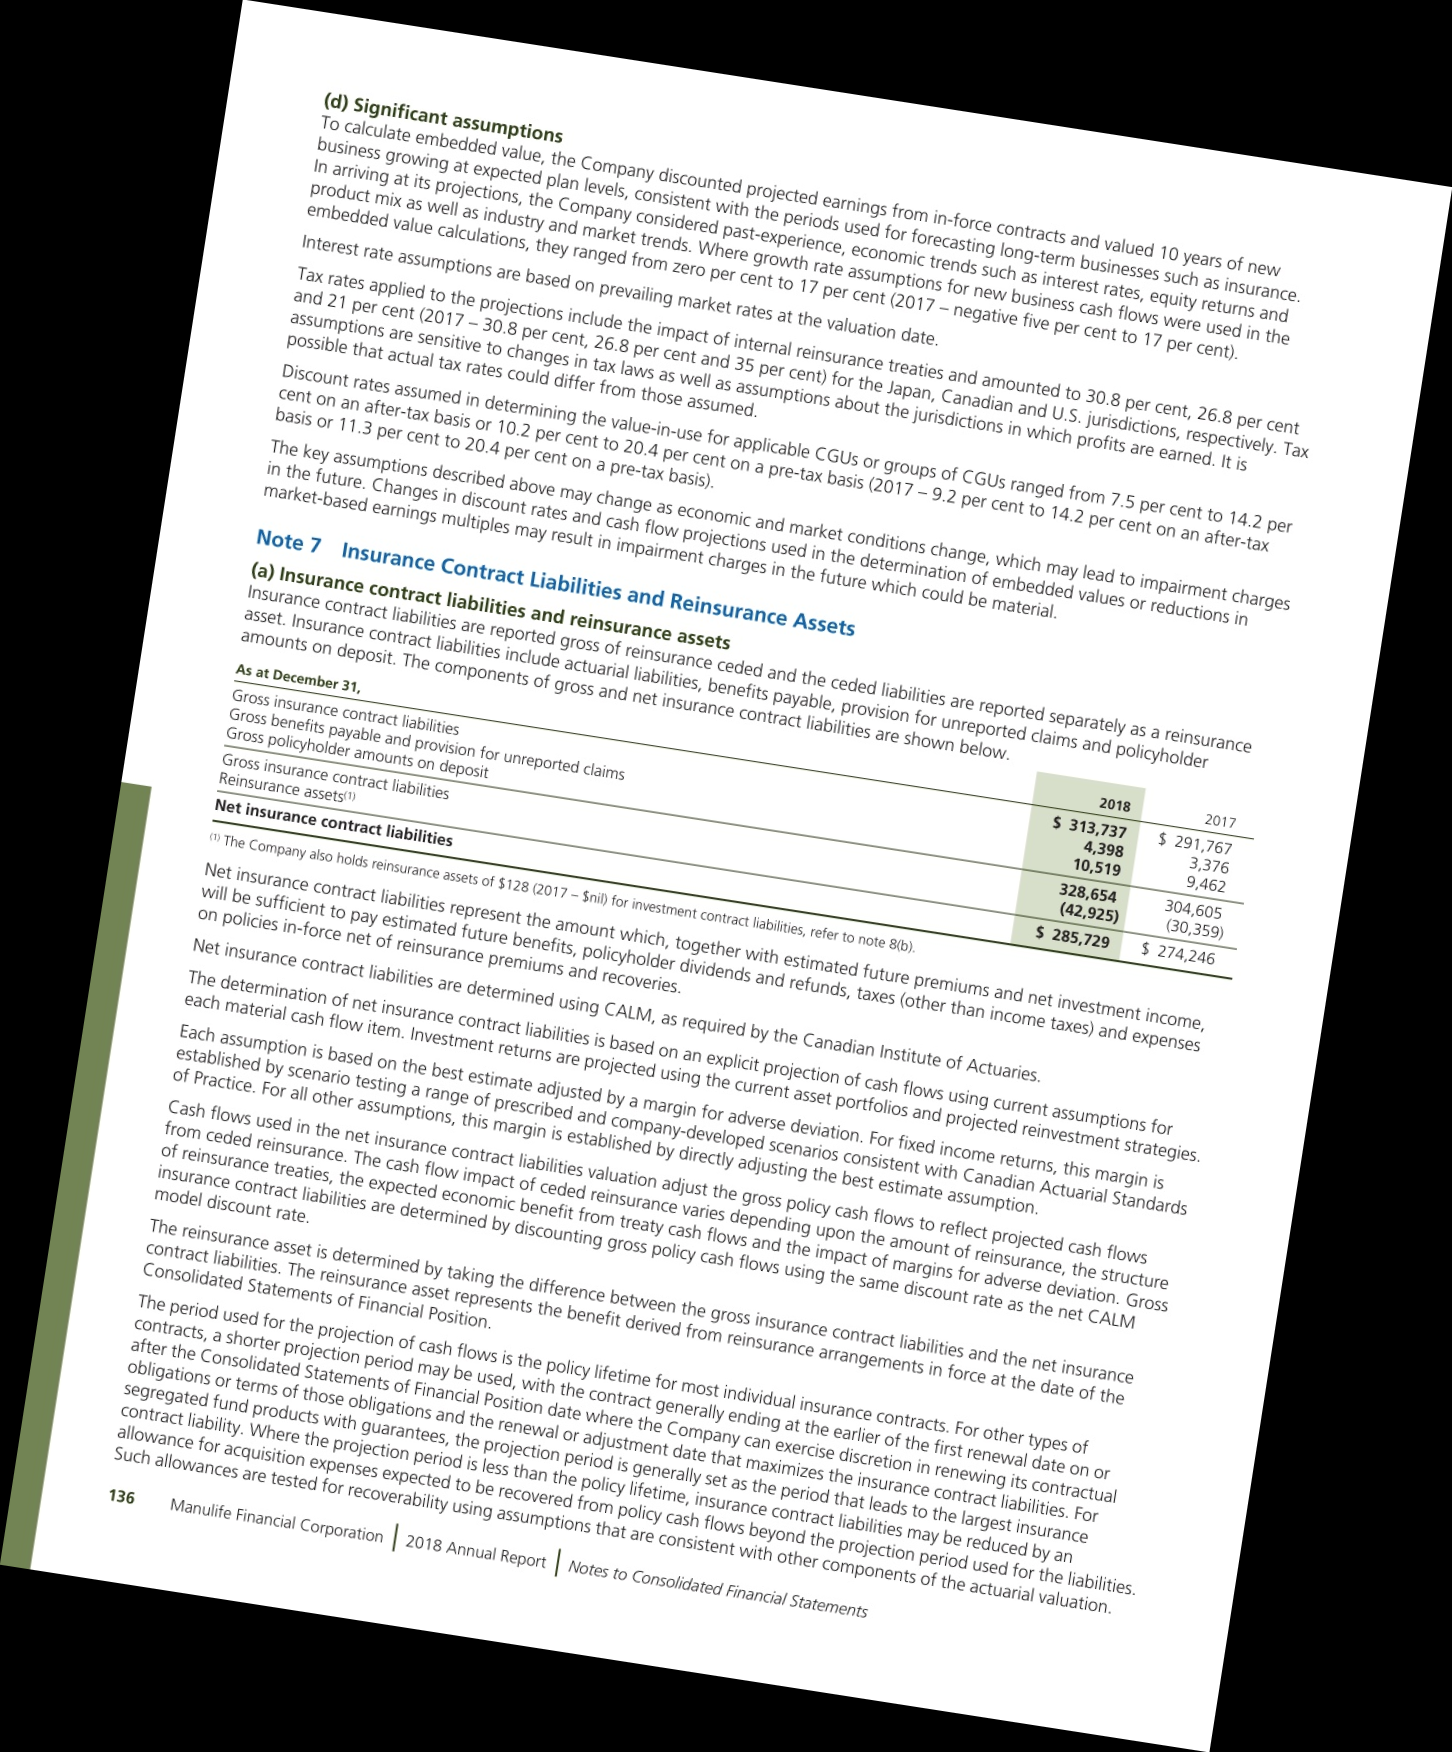 (d) Significant assumptions
To calculate embedded value, the Company discounted projected earnings from in-force contracts and valued 10 years of new
business growing at expected plan levels, consistent with the periods used for forecasting long-term businesses such as insurance.
In arriving at its projections, the Company considered past-experience, economic trends such as interest rates, equity returns and
product mix as well as industry and market trends. Where growth rate assumptions for new business cash flows were used in the
embedded value calculations, they ranged from zero per cent to 17 per cent (2017 – negative five per cent to 17 per cent).
Interest rate assumptions are based on prevailing market rates at the valuation date.
Tax rates applied to the projections include the impact of internal reinsurance treaties and amounted to 30.8 per cent, 26.8 per cent
and 21 per cent (2017 – 30.8 per cent, 26.8 per cent and 35 per cent) for the Japan, Canadian and U.S. jurisdictions, respectively. Tax
assumptions are sensitive to changes in tax laws as well as assumptions about the jurisdictions in which profits are earned. It is
possible that actual tax rates could differ from those assumed.
Discount rates assumed in determining the value-in-use for applicable CGUs or groups of CGUs ranged from 7.5 per cent to 14.2 per
cent on an after-tax basis or 10.2 per cent to 20.4 per cent on a pre-tax basis (2017 – 9.2 per cent to 14.2 per cent on an after-tax
basis or 11.3 per cent to 20.4 per cent on a pre-tax basis).
The key assumptions described above may change as economic and market conditions change, which may lead to impairment charges
in the future. Changes in discount rates and cash flow projections used in the determination of embedded values or reductions in
market-based earnings multiples may result in impairment charges in the future which could be material.
Note 7 Insurance Contract Liabilities and Reinsurance Assets
(a) Insurance contract liabilities and reinsurance assets
Insurance contract liabilities are reported gross of reinsurance ceded and the ceded liabilities are reported separately as a reinsurance
asset. Insurance contract liabilities include actuarial liabilities, benefits payable, provision for unreported claims and policyholder
amounts on deposit. The components of gross and net insurance contract liabilities are shown below.
As at December 31, 2018 2017
Gross insurance contract liabilities $ 313,737 $ 291,767
Gross benefits payable and provision for unreported claims 4,398 3,376
Gross policyholder amounts on deposit 10,519 9,462
Gross insurance contract liabilities 328,654 304,605
Reinsurance assets(1) (42,925) (30,359)
Net insurance contract liabilities $ 285,729 $ 274,246
(1) The Company also holds reinsurance assets of $128 (2017 – $nil) for investment contract liabilities, refer to note 8(b).
Net insurance contract liabilities represent the amount which, together with estimated future premiums and net investment income,
will be sufficient to pay estimated future benefits, policyholder dividends and refunds, taxes (other than income taxes) and expenses
on policies in-force net of reinsurance premiums and recoveries.
Net insurance contract liabilities are determined using CALM, as required by the Canadian Institute of Actuaries.
The determination of net insurance contract liabilities is based on an explicit projection of cash flows using current assumptions for
each material cash flow item. Investment returns are projected using the current asset portfolios and projected reinvestment strategies.
Each assumption is based on the best estimate adjusted by a margin for adverse deviation. For fixed income returns, this margin is
established by scenario testing a range of prescribed and company-developed scenarios consistent with Canadian Actuarial Standards
of Practice. For all other assumptions, this margin is established by directly adjusting the best estimate assumption.
Cash flows used in the net insurance contract liabilities valuation adjust the gross policy cash flows to reflect projected cash flows
from ceded reinsurance. The cash flow impact of ceded reinsurance varies depending upon the amount of reinsurance, the structure
of reinsurance treaties, the expected economic benefit from treaty cash flows and the impact of margins for adverse deviation. Gross
insurance contract liabilities are determined by discounting gross policy cash flows using the same discount rate as the net CALM
model discount rate.
The reinsurance asset is determined by taking the difference between the gross insurance contract liabilities and the net insurance
contract liabilities. The reinsurance asset represents the benefit derived from reinsurance arrangements in force at the date of the
Consolidated Statements of Financial Position.
The period used for the projection of cash flows is the policy lifetime for most individual insurance contracts. For other types of
contracts, a shorter projection period may be used, with the contract generally ending at the earlier of the first renewal date on or
after the Consolidated Statements of Financial Position date where the Company can exercise discretion in renewing its contractual
obligations or terms of those obligations and the renewal or adjustment date that maximizes the insurance contract liabilities. For
segregated fund products with guarantees, the projection period is generally set as the period that leads to the largest insurance
contract liability. Where the projection period is less than the policy lifetime, insurance contract liabilities may be reduced by an
allowance for acquisition expenses expected to be recovered from policy cash flows beyond the projection period used for the liabilities.
Such allowances are tested for recoverability using assumptions that are consistent with other components of the actuarial valuation.
136 Manulife Financial Corporation | 2018 Annual Report | Notes to Consolidated Financial Statements